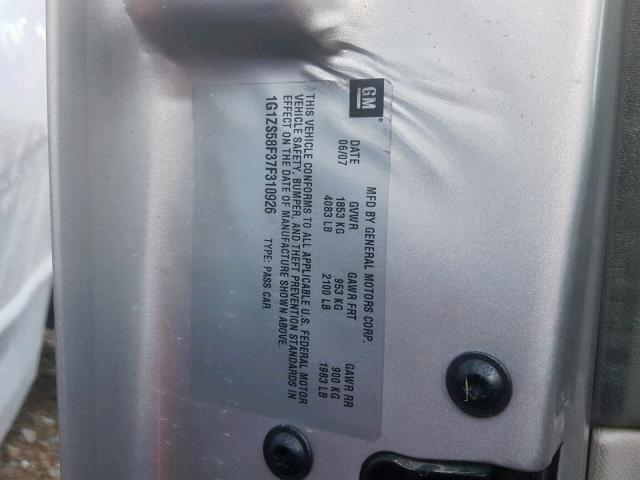 GM
MFD BY GENERAL MOTORS CORP.
DATE GVWR GAWR FRT GAWR RR
06/07 1853 KG 953 KG 900 KG
4083 LB 2100 LB 1983 LB
THIS VEHICLE CONFORMS TO ALL APPLICABLE U.S. FEDERAL MOTOR
VEHICLE SAFETY, BUMPER, AND THEFT PREVENTION STANDARDS IN
EFFECT ON THE DATE OF MANUFACTURE SHOWN ABOVE.
1G1ZS58F37F310926 TYPE: PASS CAR